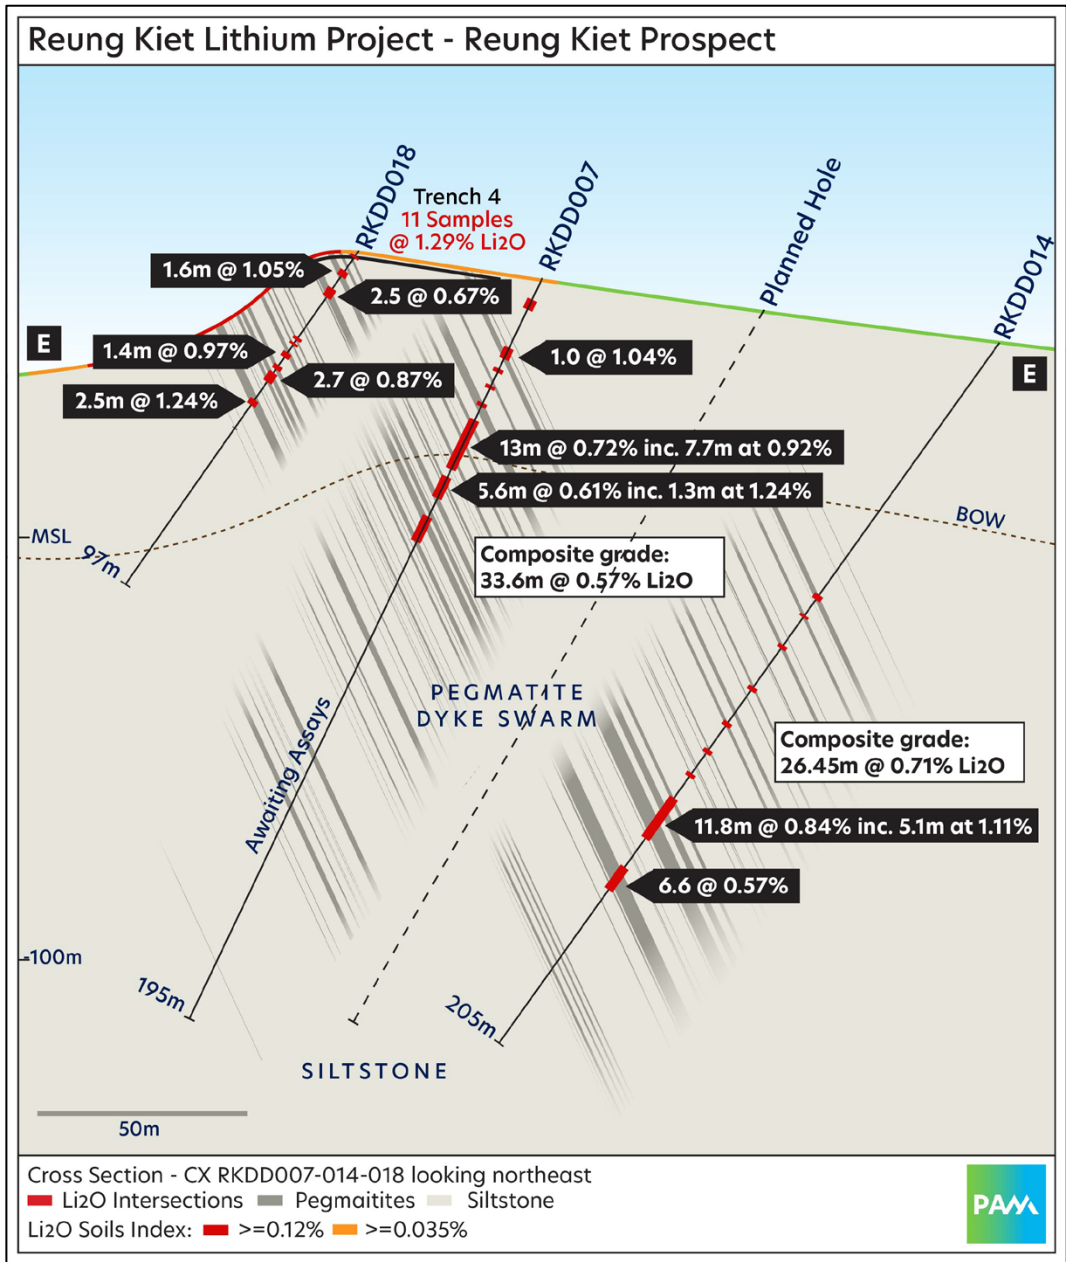 Reung Kiet Lithium Project - Reung Kiet Prospect
RKDD018
Trench 4
11 Samples
@ 1.29% Li2O
RKDD007
Planned Hole
RKDD014
1.6m @ 1.05%
2.5 @ 0.67%
E
1.4m @ 0.97%
1.0 @ 1.04%
E
2.7 @ 0.87%
2.5m @ 1.24%
13m @ 0.72% inc. 7.7m at 0.92%
5.6m @ 0.61% inc. 1.3m at 1.24%
BOW
MSL
97m
Composite grade:
33.6m @ 0.57% Li2O
PEGMATITE
DYKE SWARM
Awaiting Assays
Composite grade:
26.45m @ 0.71% Li2O
11.8m @ 0.84% inc. 5.1m at 1.11%
6.6 @ 0.57%
-100m
195m
205m
SILTSTONE
50m
Cross Section - CX RKDD007-014-018 looking northeast
Li2O Intersections Pegmaitites Siltstone
Li2O Soils Index: >=0.12% >=0.035%
PAM